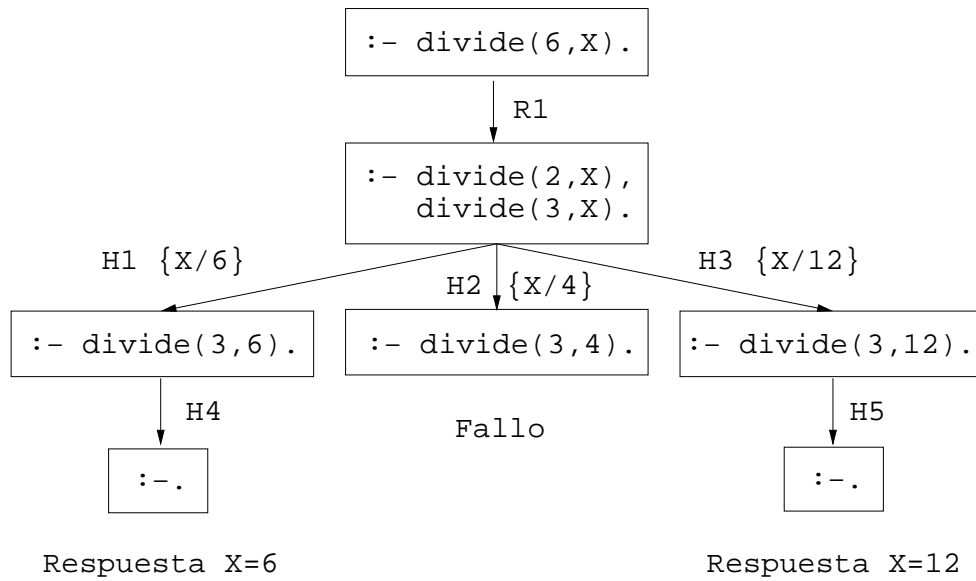 :- divide(6,X).
R1
:- divide(2,X),
divide(3,X).
H1 {X/6}
H2 {X/4}
H3 {X/12}
:- divide(3,6).
:- divide(3,4).
:- divide(3,12).
H4
Fallo
H5
:-.
:-.
Respuesta X=6
Respuesta X=12